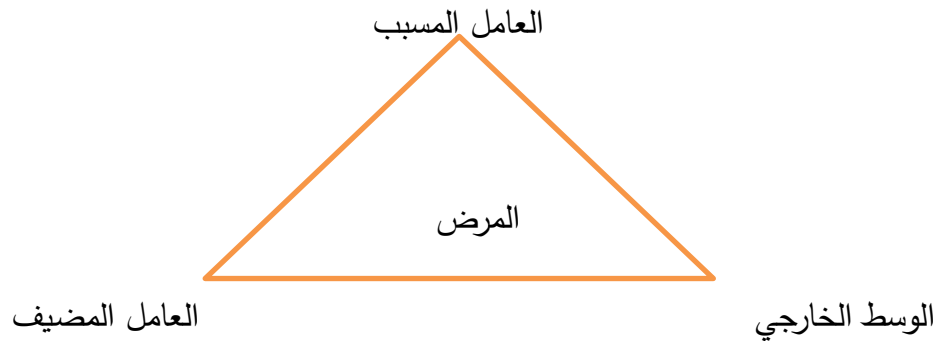 العامل المسبب
المرض
الوسط الخارجي
العامل المضيف